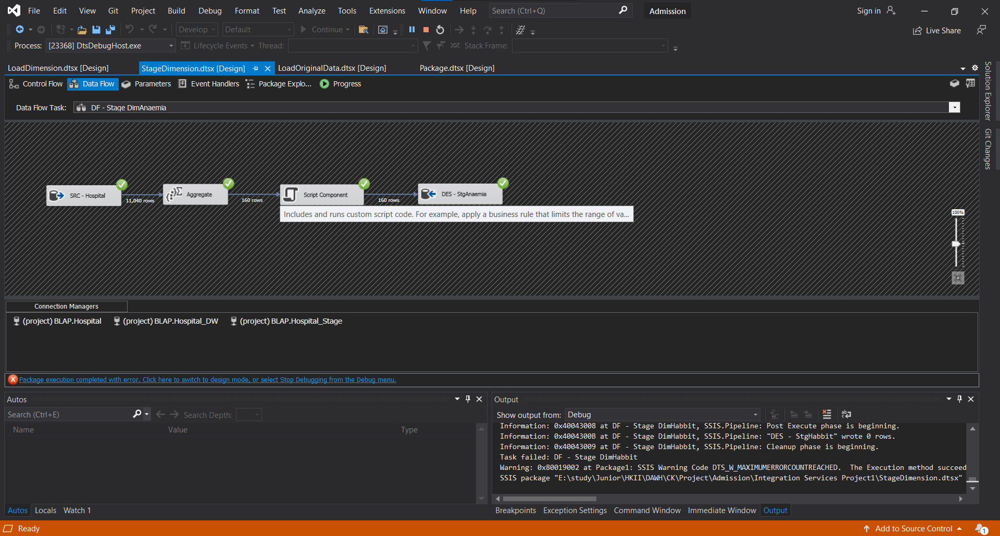 File Edit View Git Project Build Debug Format Test Analyze Tools Extensions Window Help Search (Ctrl+Q) Admission Sign in
Develop Default Continue Live Share
Process: [23368] DtsDebugHost.exe Lifecycle Events Thread: Stack Frame:
LoadDimension.dtsx [Design] StageDimension.dtsx [Design] LoadOriginalData.dtsx [Design] Package.dtsx [Design]
Control Flow Data Flow Parameters Event Handlers Package Explo... Progress
Solution Explorer
Git Changes
Data Flow Task: DF - Stage DimAnaemia
SRC - Hospital 11,040 rows Aggregate 160 rows Script Component 160 rows DES - StgAnaemia
Includes and runs custom script code. For example, apply a business rule that limits the range of va...
100%
Connection Managers
(project) BLAP.Hospital (project) BLAP.Hospital_DW (project) BLAP.Hospital_Stage
Package execution completed with error. Click here to switch to design mode, or select Stop Debugging from the Debug menu.
Autos
Search (Ctrl+E) Search Depth:
Name Value Type
Autos Locals Watch 1
Output
Show output from: Debug
Information: 0x40043008 at DF - Stage DimHabbit, SSIS.Pipeline: Post Execute phase is beginning.
Information: 0x4004300B at DF - Stage DimHabbit, SSIS.Pipeline: "DES - StgHabbit" wrote 0 rows.
Information: 0x40043009 at DF - Stage DimHabbit, SSIS.Pipeline: Cleanup phase is beginning.
Task failed: DF - Stage DimHabbit
Warning: 0x80019002 at Package1: SSIS Warning Code DTS_W_MAXIMUMERRORCOUNTREACHED.  The Execution method succeed
SSIS package "E:\study\Junior\HKII\DAWH\CK\Project\Admission\Integration Services Project1\StageDimension.dtsx"
Breakpoints Exception Settings Command Window Immediate Window Output
Ready Add to Source Control 1